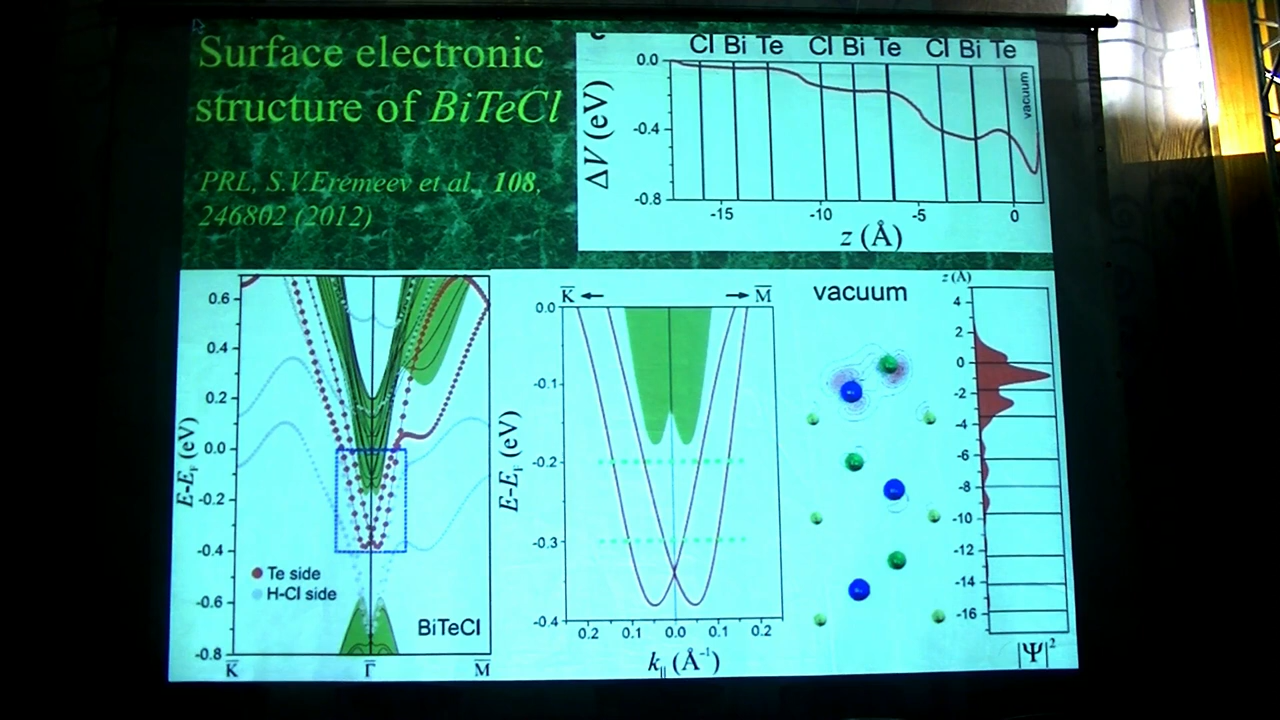 Surface electronic
structure of BiTeCl
PRL, S.V.Eremeev et al., 108,
246802 (2012)
Cl Bi Te Cl Bi Te Cl Bi Te
0.0
-0.4
-0.8
ΔV (eV)
vacuum
-15 -10 -5 0
z (Å)
0.6
0.4
0.2
0.0
-0.2
-0.4
-0.6
-0.8
E-E_F (eV)
Te side
H-Cl side
BiTeCl
K̅ Γ̅ M̅
K̅ M̅
0.0
-0.1
-0.2
-0.3
-0.4
E-E_F (eV)
0.2 0.1 0.0 0.1 0.2
k|| (Å⁻¹)
vacuum
z (Å)
4
2
0
-2
-4
-6
-8
-10
-12
-14
-16
|Ψ|²